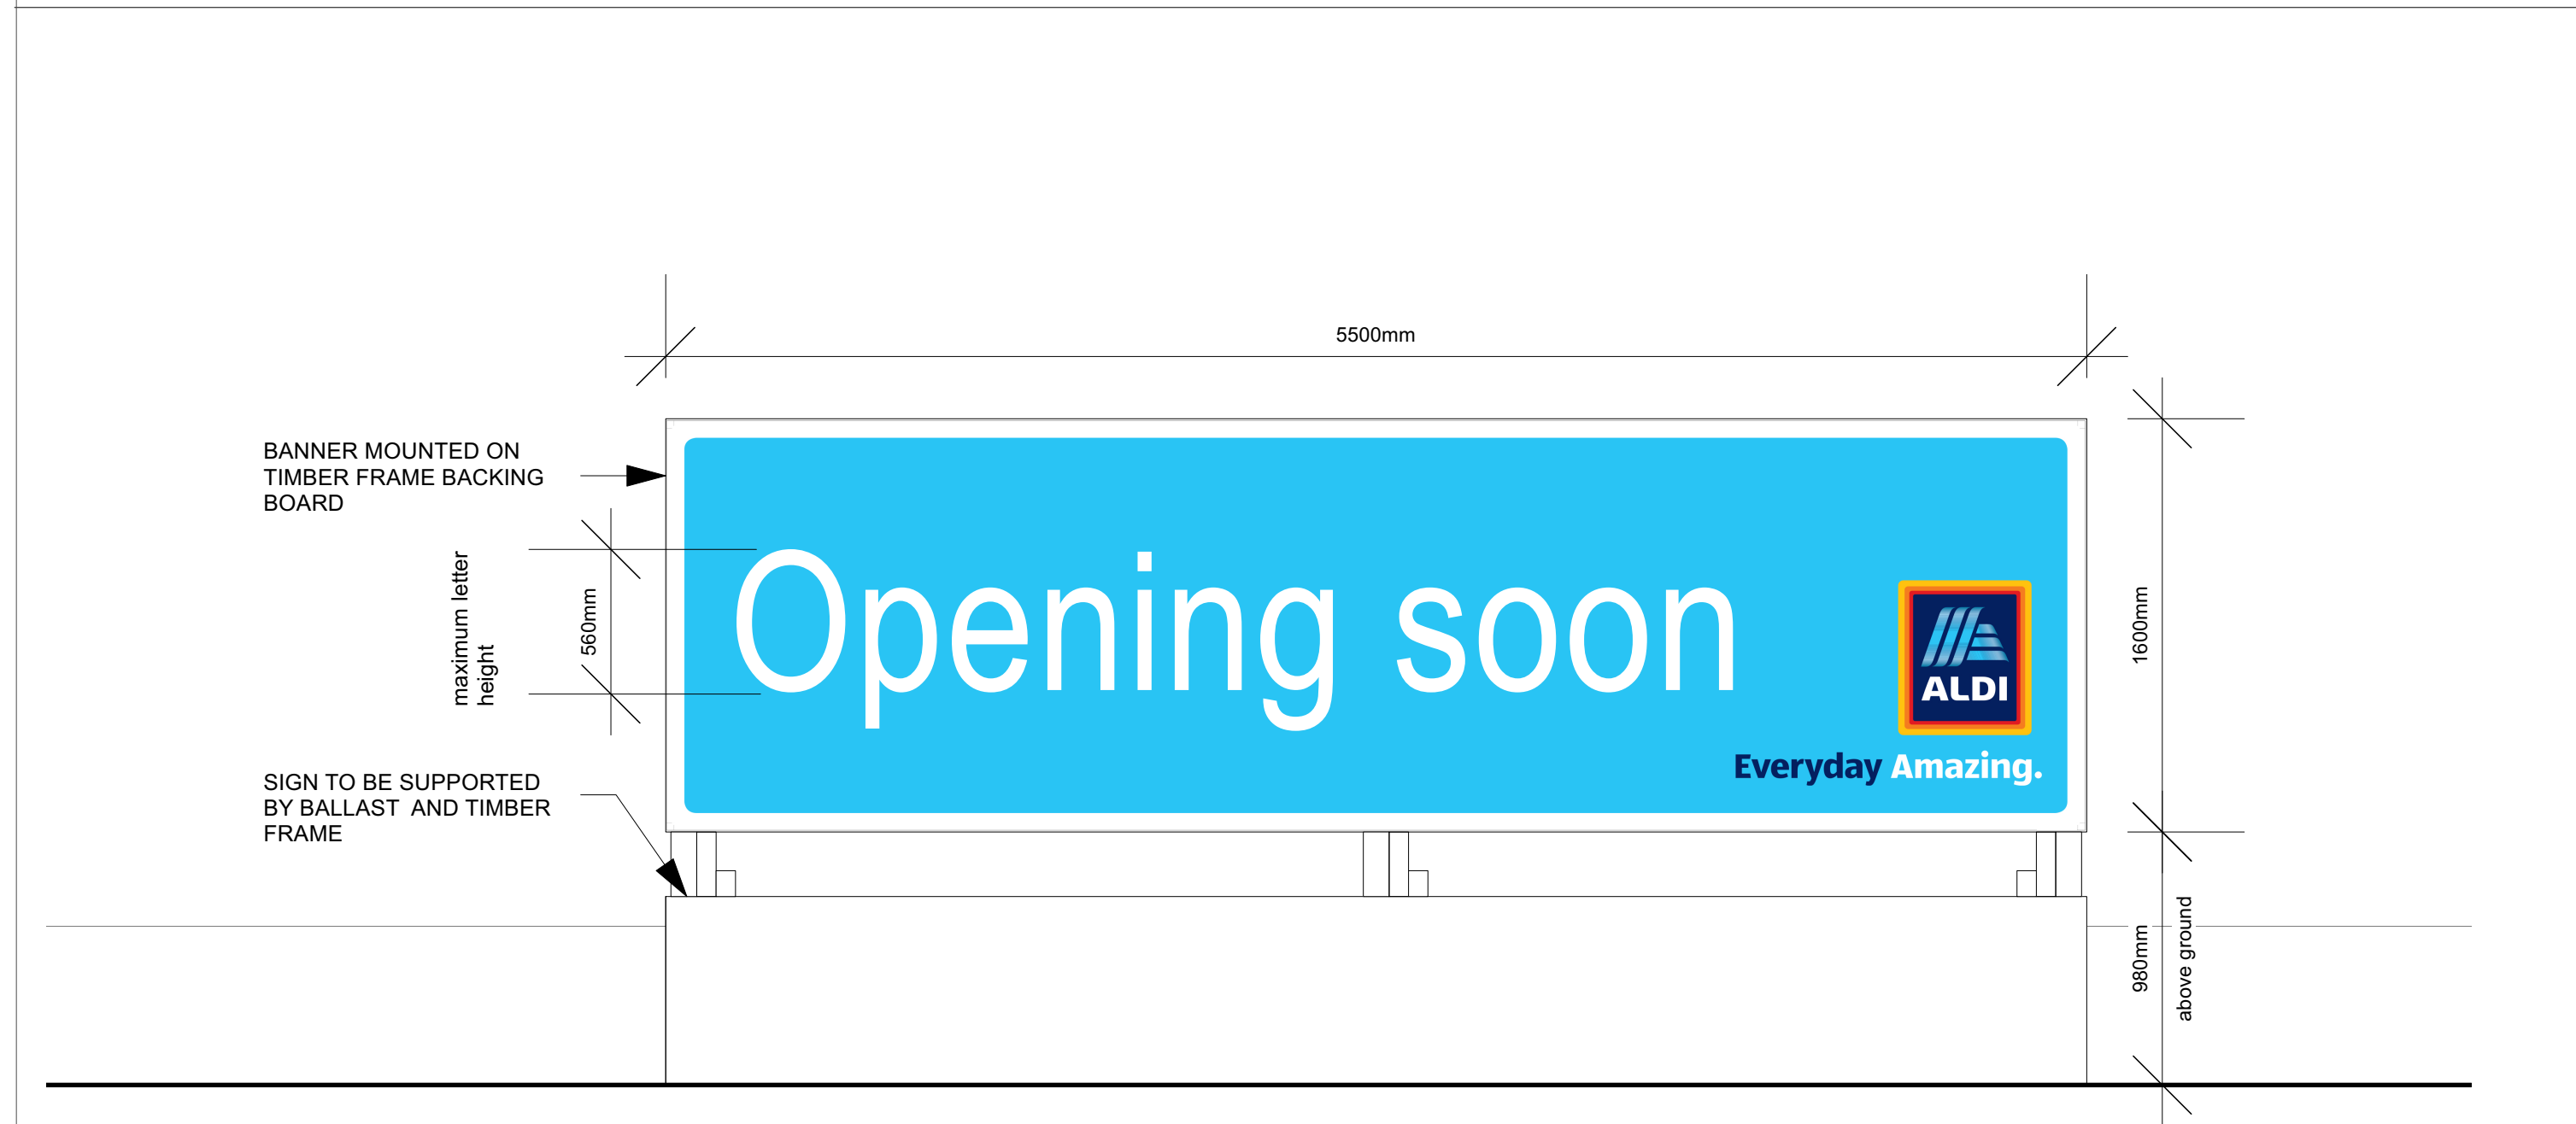 5500mm
BANNER MOUNTED ON
TIMBER FRAME BACKING
BOARD
maximum letter
height
560mm
Opening soon
ALDI
Everyday Amazing.
1600mm
SIGN TO BE SUPPORTED
BY BALLAST AND TIMBER
FRAME
980mm
above ground